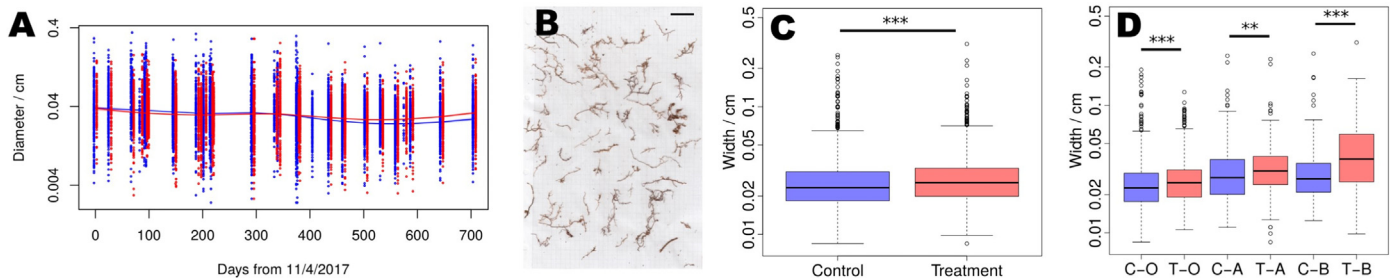 A
Diameter / cm
0.4
0.04
0.004
0 100 200 300 400 500 600 700
Days from 11/4/2017
B
C
Width / cm
0.5
0.2
0.1
0.05
0.02
0.01
***
Control Treatment
D
Width / cm
0.5
0.2
0.1
0.05
0.02
0.01
*** ** ***
C–O T–O C–A T–A C–B T–B